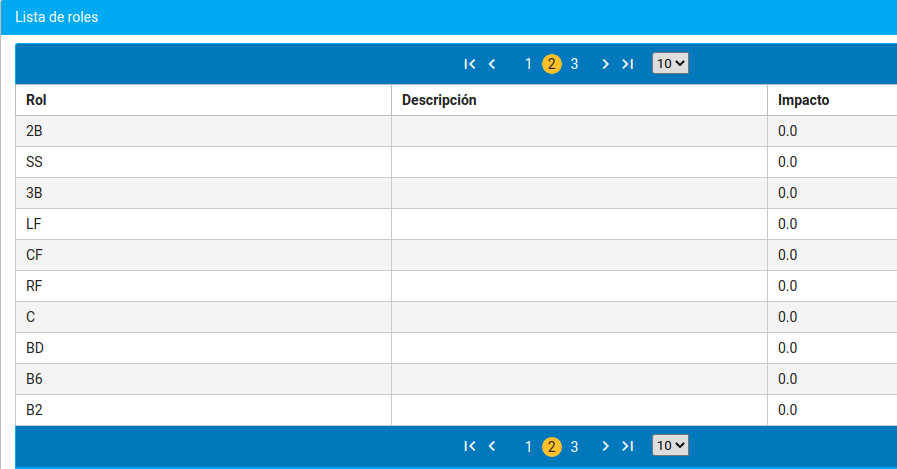 Lista de roles
1 2 3 10
Rol Descripción Impacto
2B 0.0
SS 0.0
3B 0.0
LF 0.0
CF 0.0
RF 0.0
C 0.0
BD 0.0
B6 0.0
B2 0.0
1 2 3 10